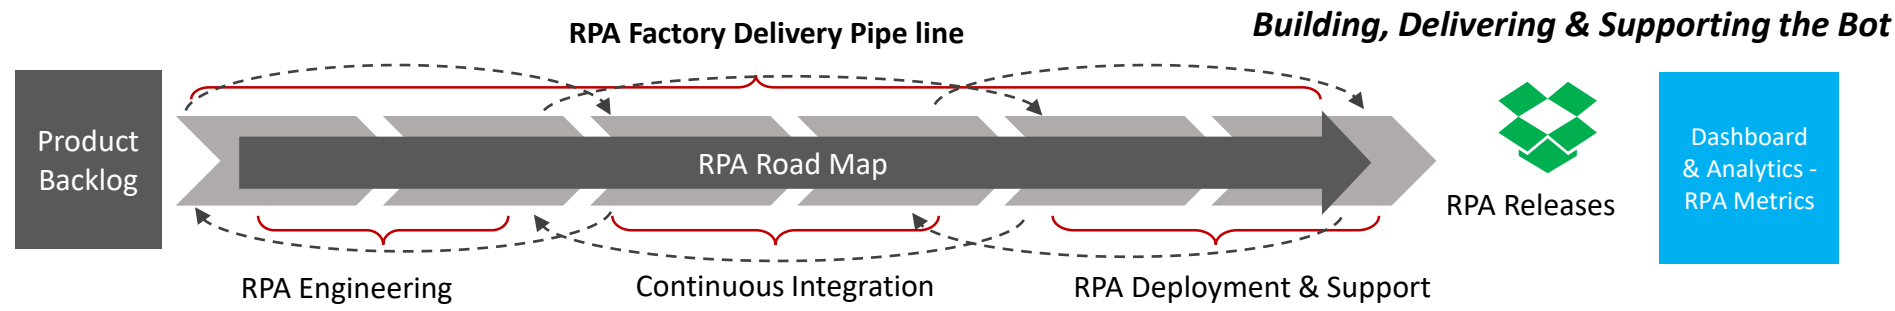 RPA Factory Delivery Pipe line
Building, Delivering & Supporting the Bot
Product
Backlog
RPA Road Map
RPA Releases
Dashboard
& Analytics -
RPA Metrics
RPA Engineering
Continuous Integration
RPA Deployment & Support